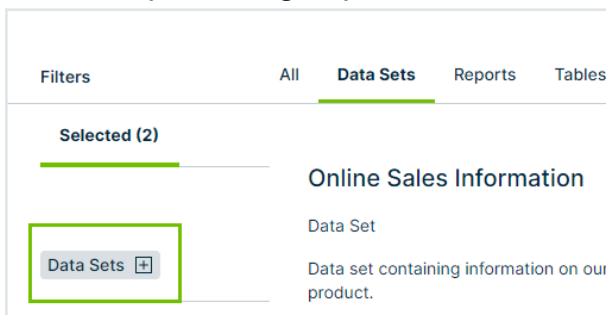 Filters
All Data Sets Reports Tables
Selected (2)
Online Sales Information
Data Set
Data Sets
Data set containing information on our
product.